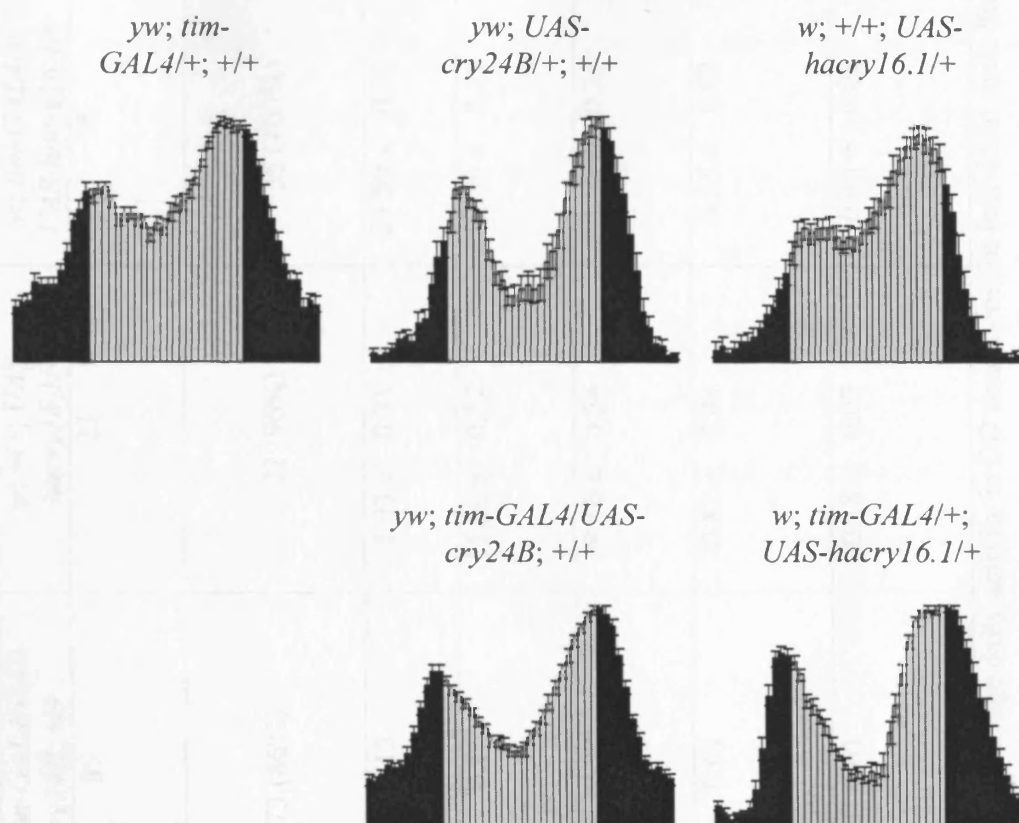 yw; tim-
GAL4/+; +/+
yw; UAS-
cry24B/+; +/+
w; +/+; UAS-
hacry16.1/+
yw; tim-GAL4/UAS-
cry24B; +/+
w; tim-GAL4/+;
UAS-hacry16.1/+